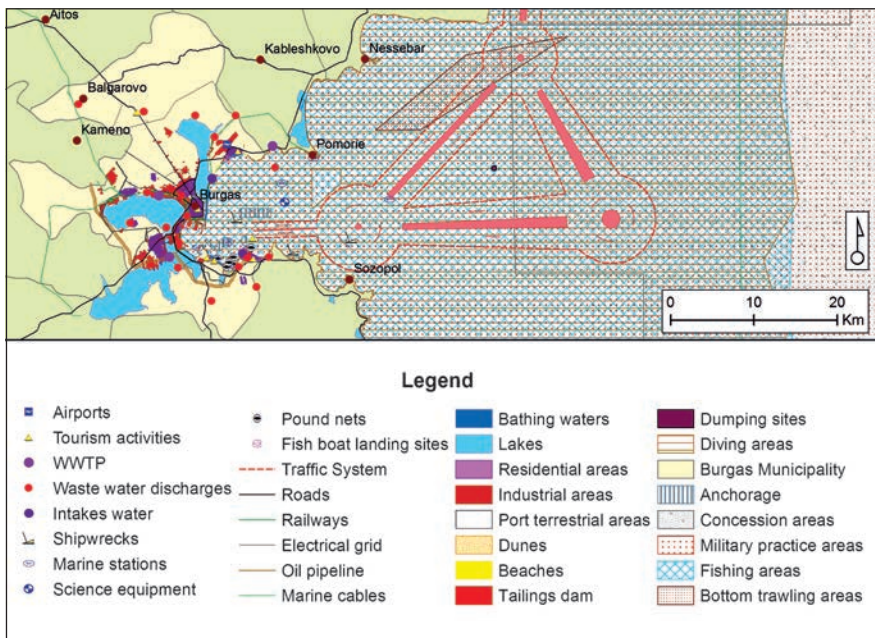 Aitos
Kableshkovo
Nessebar
Balgarovo
Kameno
Pomorie
Burgas
Sozopol
0 10 20
Km
Legend
Airports
Tourism activities
WWTP
Waste water discharges
Intakes water
Shipwrecks
Marine stations
Science equipment
Pound nets
Fish boat landing sites
Traffic System
Roads
Railways
Electrical grid
Oil pipeline
Marine cables
Bathing waters
Lakes
Residential areas
Industrial areas
Port terrestrial areas
Dunes
Beaches
Tailings dam
Dumping sites
Diving areas
Burgas Municipality
Anchorage
Concession areas
Military practice areas
Fishing areas
Bottom trawling areas